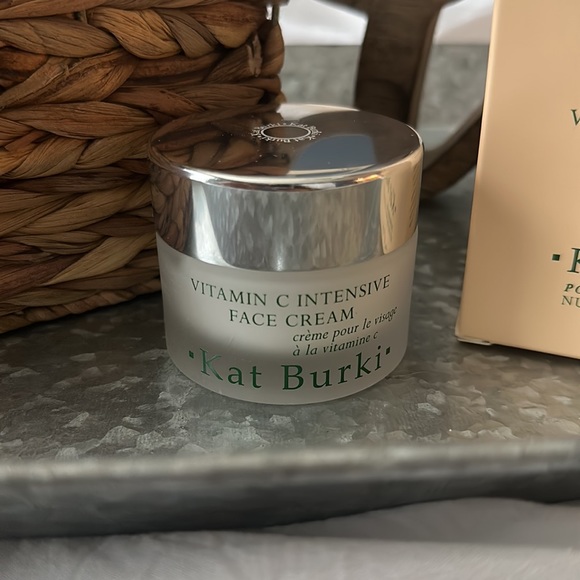 VITAMIN C INTENSIVE
FACE CREAM
crème pour le visage
à la vitamine c
·Kat Burki·